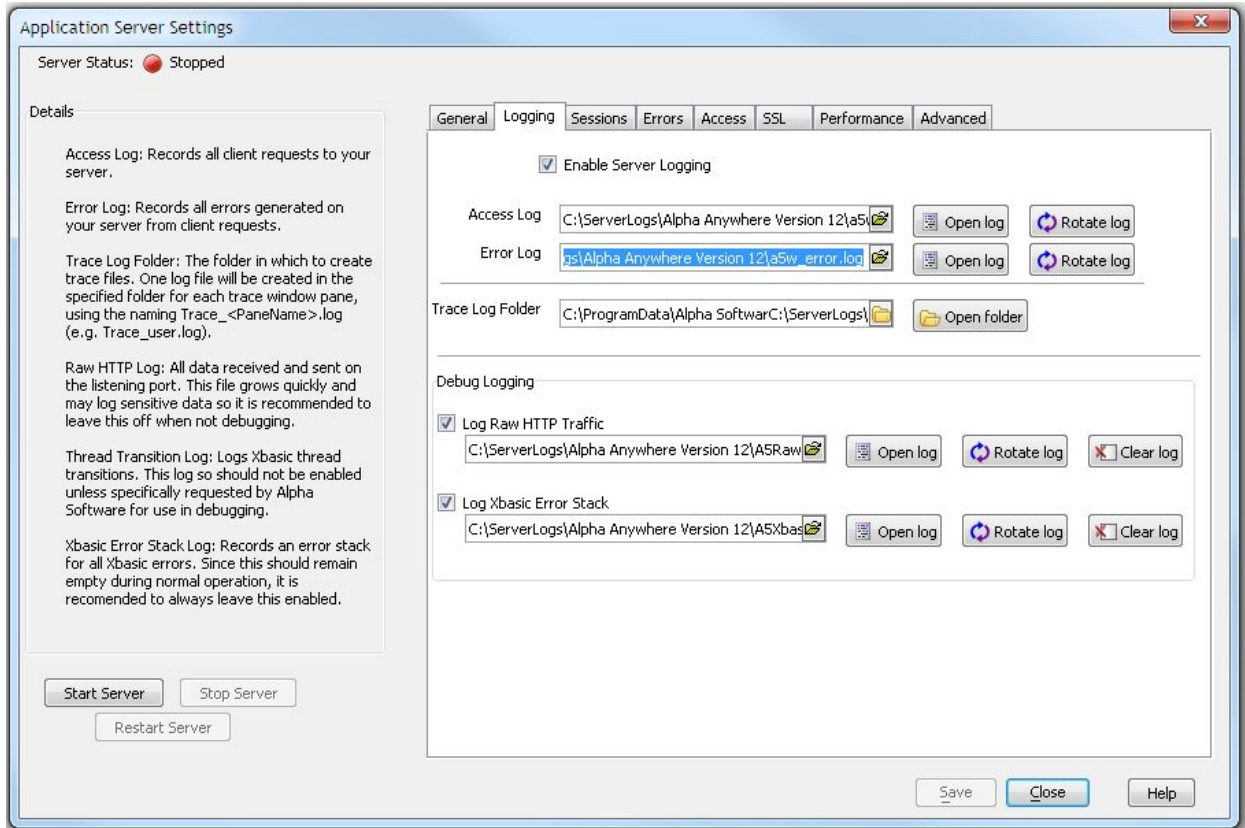 Application Server Settings
Server Status: Stopped
Details
Access Log: Records all client requests to your
server.
Error Log: Records all errors generated on
your server from client requests.
Trace Log Folder: The folder in which to create
trace files. One log file will be created in the
specified folder for each trace window pane,
using the naming Trace_<PaneName>.log
(e.g. Trace_user.log).
Raw HTTP Log: All data received and sent on
the listening port. This file grows quickly and
may log sensitive data so it is recommended to
leave this off when not debugging.
Thread Transition Log: Logs Xbasic thread
transitions. This log so should not be enabled
unless specifically requested by Alpha
Software for use in debugging.
Xbasic Error Stack Log: Records an error stack
for all Xbasic errors. Since this should remain
empty during normal operation, it is
recomended to always leave this enabled.
Start Server Stop Server
Restart Server
General Logging Sessions Errors Access SSL Performance Advanced
Enable Server Logging
Access Log C:\ServerLogs\Alpha Anywhere Version 12\a5 Open log Rotate log
Error Log gs\Alpha Anywhere Version 12\a5w_error.log Open log Rotate log
Trace Log Folder C:\ProgramData\Alpha SoftwarC:\ServerLogs\ Open folder
Debug Logging
Log Raw HTTP Traffic
C:\ServerLogs\Alpha Anywhere Version 12\A5Raw Open log Rotate log Clear log
Log Xbasic Error Stack
C:\ServerLogs\Alpha Anywhere Version 12\A5Xbas Open log Rotate log Clear log
Save Close Help